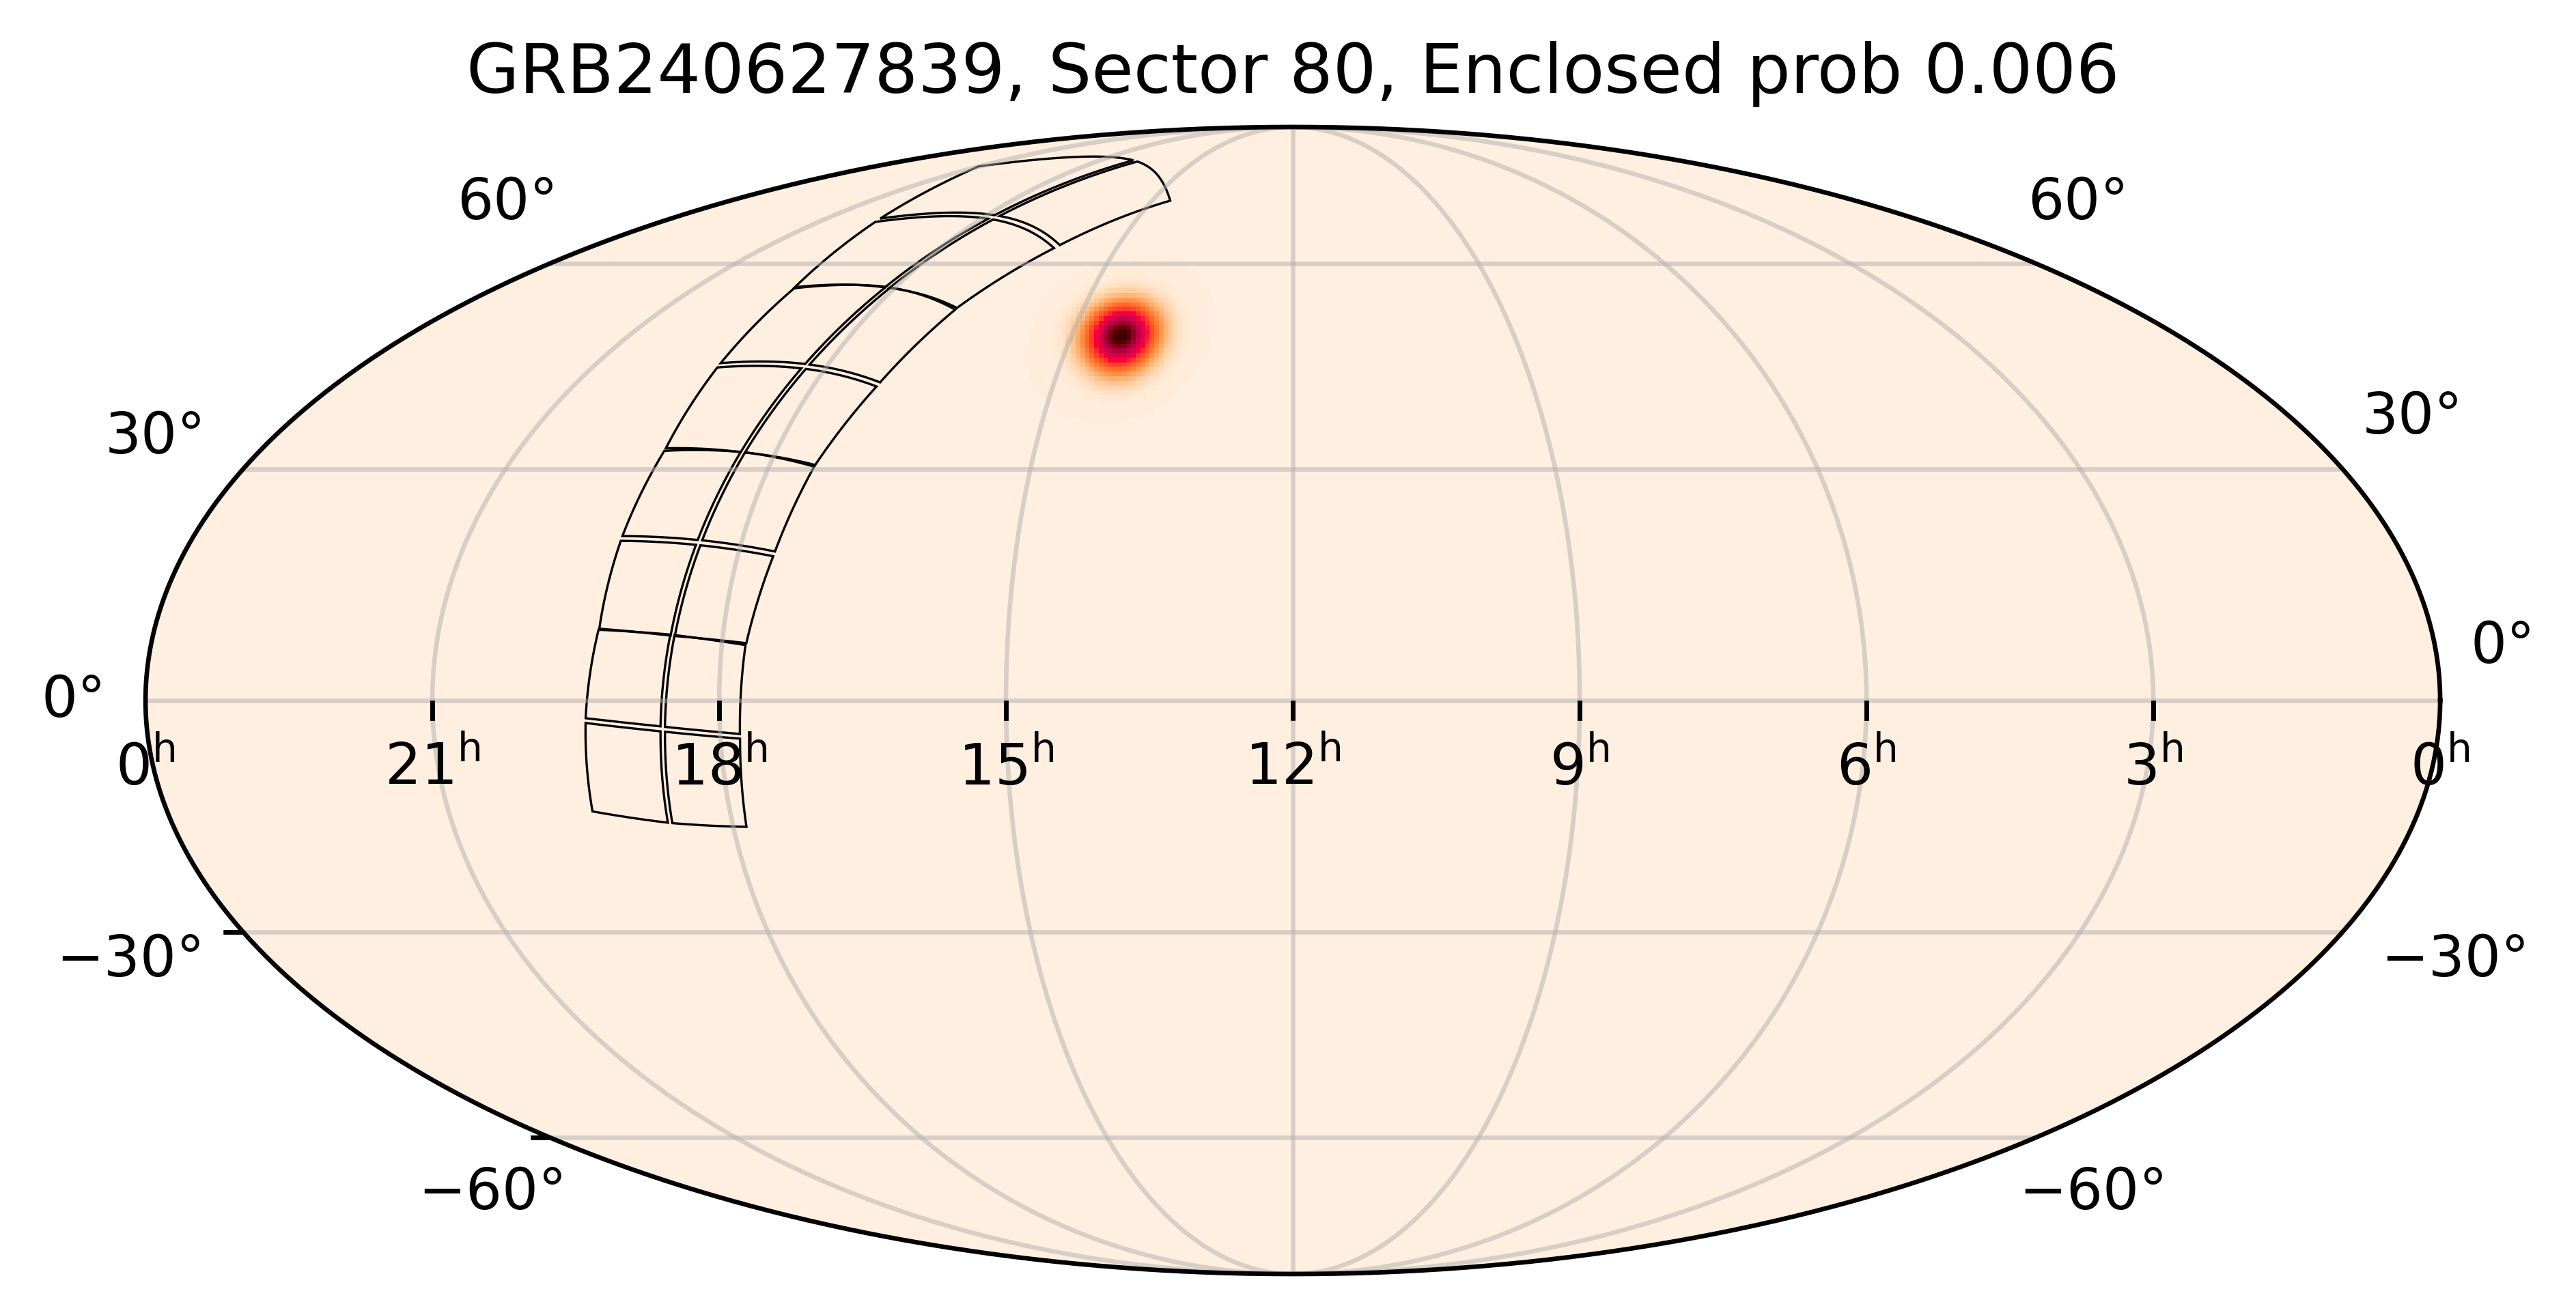 GRB240627839, Sector 80, Enclosed prob 0.006
60° 60°
30° 30°
0° 0°
0h 21h 18h 15h 12h 9h 6h 3h 0h
−30° −30°
−60° −60°